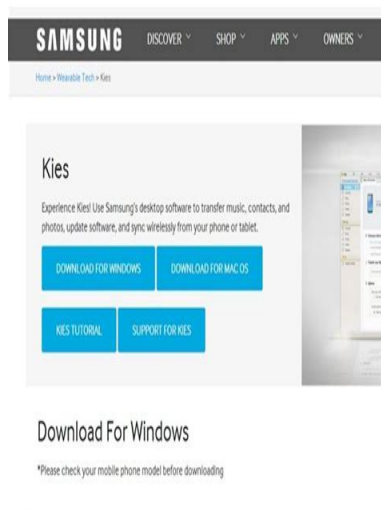 SAMSUNG DISCOVER SHOP APPS OWNERS
Home » Wearable Tech » Kies
Kies
Experience Kies! Use Samsung's desktop software to transfer music, contacts, and
photos, update software, and sync wirelessly from your phone or tablet.
DOWNLOAD FOR WINDOWS DOWNLOAD FOR MAC OS
KIES TUTORIAL SUPPORT FOR KIES
Download For Windows
*Please check your mobile phone model before downloading